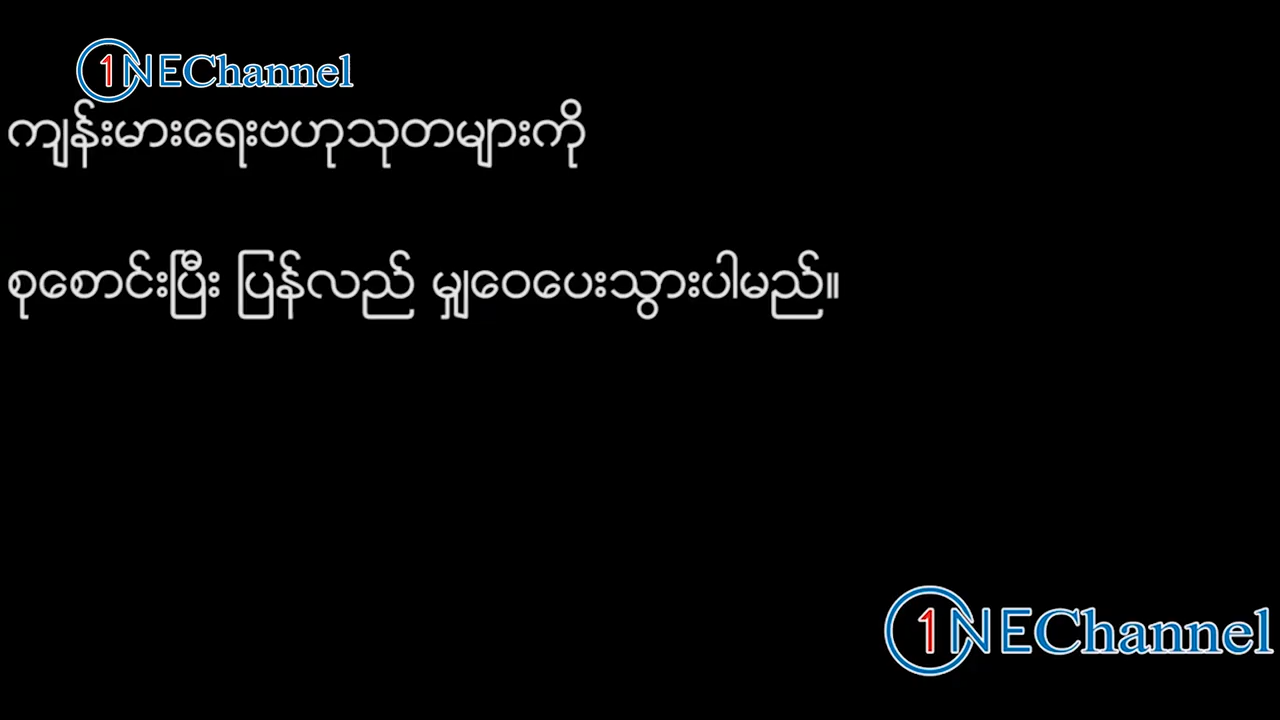 1NEChannel
ကျန်းမားရေးဗဟုသုတများကို
စုစောင်းပြီး ပြန်လည် မျှဝေပေးသွားပါမည်။
1NEChannel